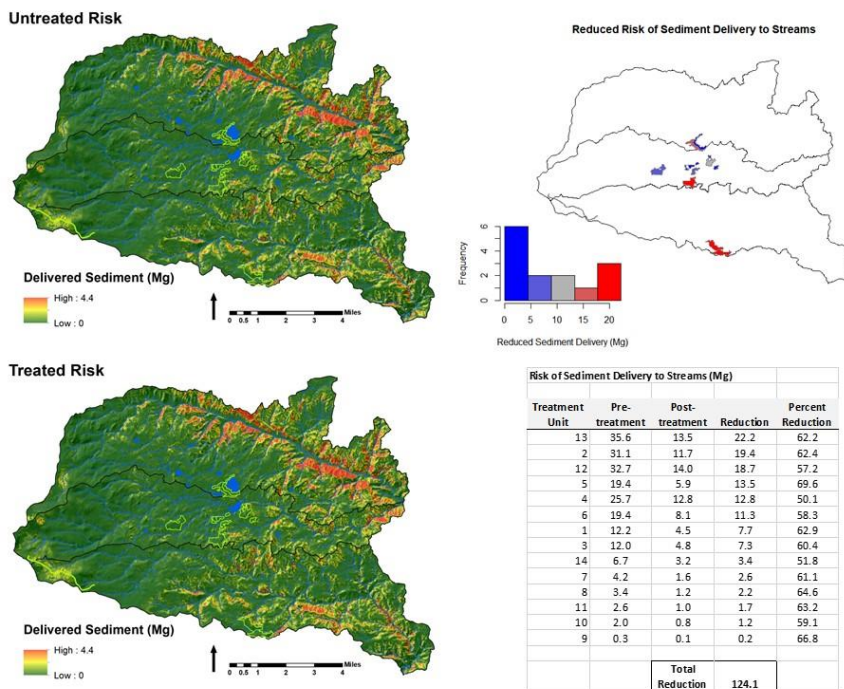 Untreated Risk
Delivered Sediment (Mg)
High : 4.4
Low : 0
0 0.5 1 2 3 4
Miles
Reduced Risk of Sediment Delivery to Streams
6
4
2
0
Frequency
0 5 10 15 20
Reduced Sediment Delivery (Mg)
Treated Risk
Delivered Sediment (Mg)
High : 4.4
Low : 0
0 0.5 1 2 3 4
Miles
Risk of Sediment Delivery to Streams (Mg)
Treatment Pre- Post- Percent
Unit treatment treatment Reduction Reduction
13 35.6 13.5 22.2 62.2
2 31.1 11.7 19.4 62.4
12 32.7 14.0 18.7 57.2
5 19.4 5.9 13.5 69.6
4 25.7 12.8 12.8 50.1
6 19.4 8.1 11.3 58.3
1 12.2 4.5 7.7 62.9
3 12.0 4.8 7.3 60.4
14 6.7 3.2 3.4 51.8
7 4.2 1.6 2.6 61.1
8 3.4 1.2 2.2 64.6
11 2.6 1.0 1.7 63.2
10 2.0 0.8 1.2 59.1
9 0.3 0.1 0.2 66.8
Total
Reduction 124.1